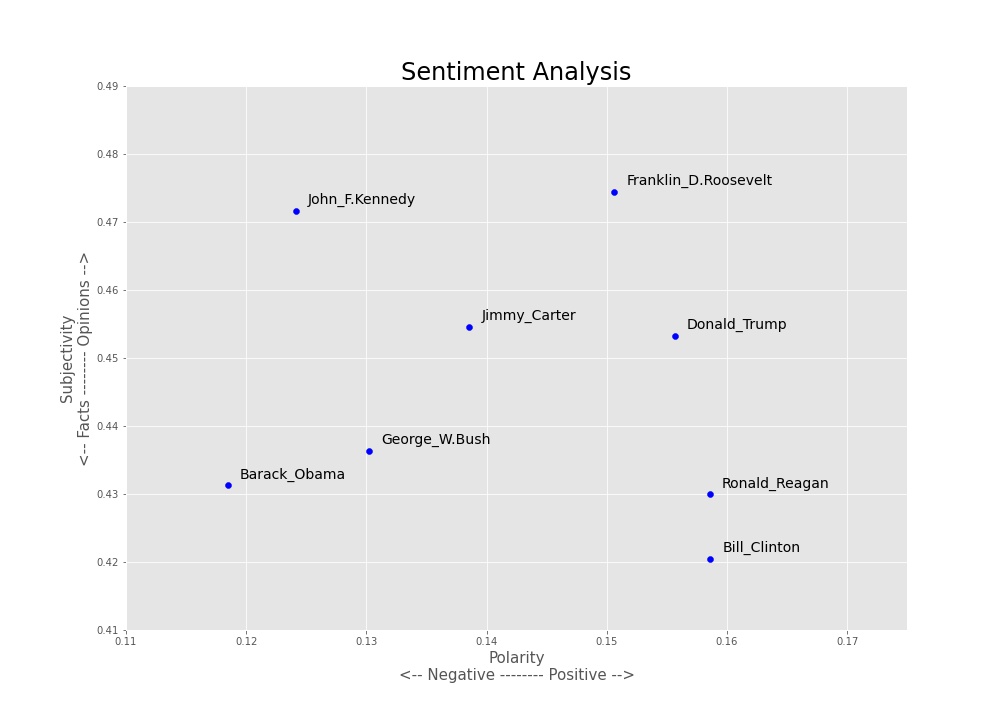 Sentiment Analysis
0.49
0.48
0.47
0.46
0.45
0.44
0.43
0.42
0.41
Subjectivity
<-- Facts -------- Opinions -->
Franklin_D.Roosevelt
John_F.Kennedy
Jimmy_Carter
Donald_Trump
George_W.Bush
Barack_Obama
Ronald_Reagan
Bill_Clinton
0.11 0.12 0.13 0.14 0.15 0.16 0.17
Polarity
<-- Negative -------- Positive -->